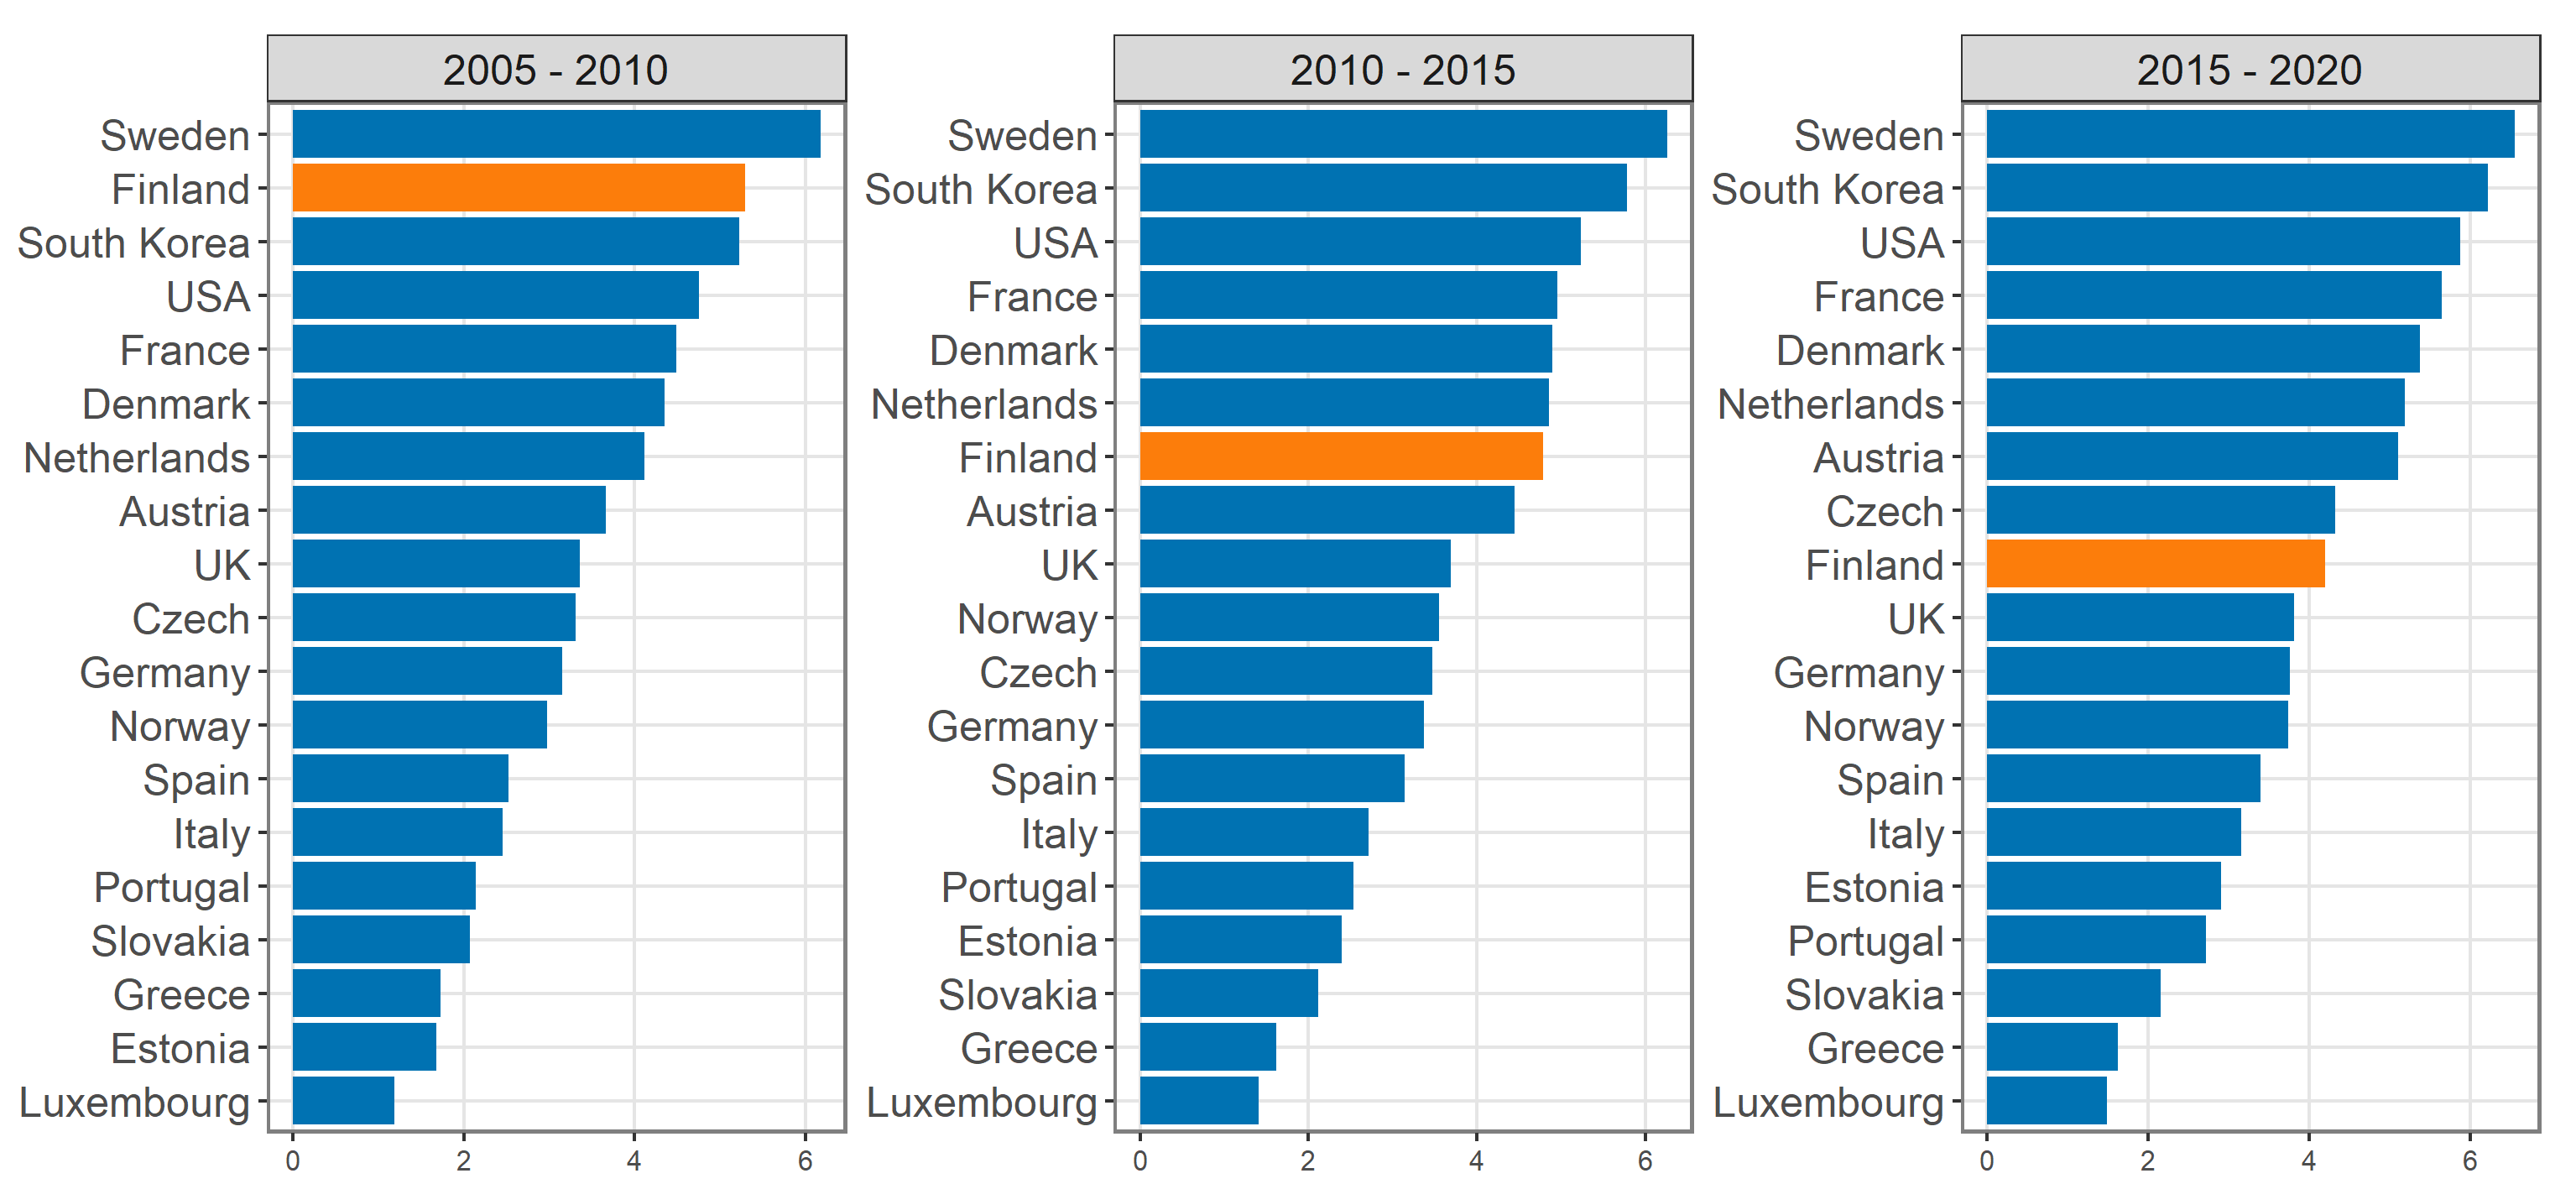 2005 - 2010
Sweden
Finland
South Korea
USA
France
Denmark
Netherlands
Austria
UK
Czech
Germany
Norway
Spain
Italy
Portugal
Slovakia
Greece
Estonia
Luxembourg
0 2 4 6
2010 - 2015
Sweden
South Korea
USA
France
Denmark
Netherlands
Finland
Austria
UK
Norway
Czech
Germany
Spain
Italy
Portugal
Estonia
Slovakia
Greece
Luxembourg
0 2 4 6
2015 - 2020
Sweden
South Korea
USA
France
Denmark
Netherlands
Austria
Czech
Finland
UK
Germany
Norway
Spain
Italy
Estonia
Portugal
Slovakia
Greece
Luxembourg
0 2 4 6